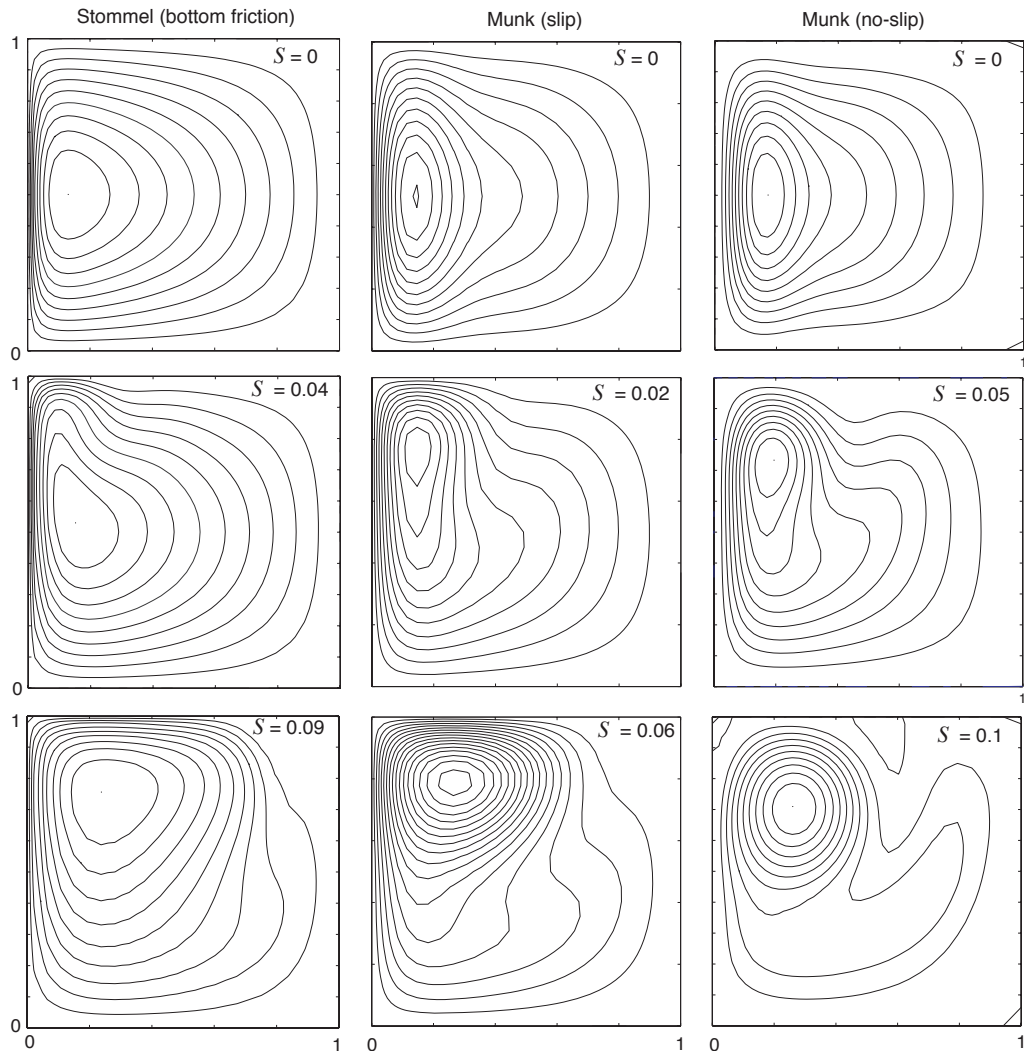 Stommel (bottom friction)
Munk (slip)
Munk (no-slip)
1
S = 0
S = 0
S = 0
0
1
1
S = 0.04
S = 0.02
S = 0.05
0
1
1
S = 0.09
S = 0.06
S = 0.1
0
0
1
0
1
0
1